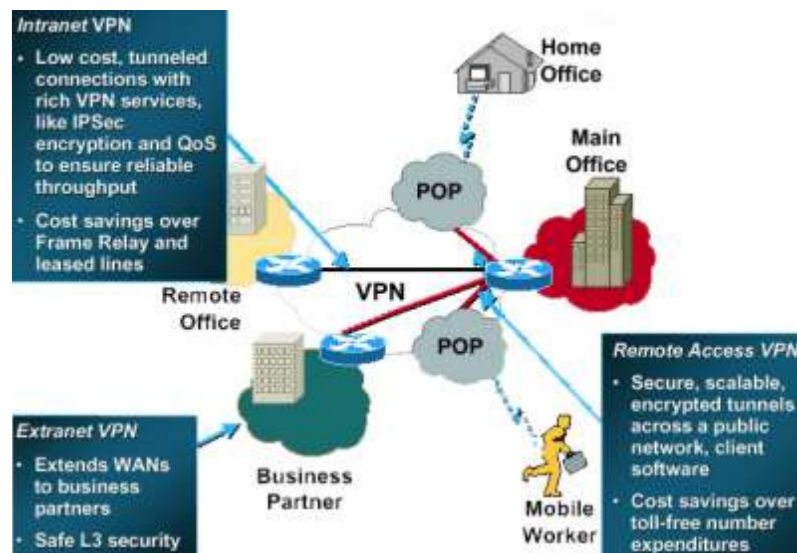 Intranet VPN
• Low cost, tunneled
connections with
rich VPN services,
like IPSec
encryption and QoS
to ensure reliable
throughput
• Cost savings over
Frame Relay and
leased lines
Home
Office
Main
Office
POP
VPN
Remote
Office
POP
Extranet VPN
• Extends WANs
to business
partners
• Safe L3 security
Business
Partner
Mobile
Worker
Remote Access VPN
• Secure, scalable,
encrypted tunnels
across a public
network, client
software
• Cost savings over
toll-free number
expenditures